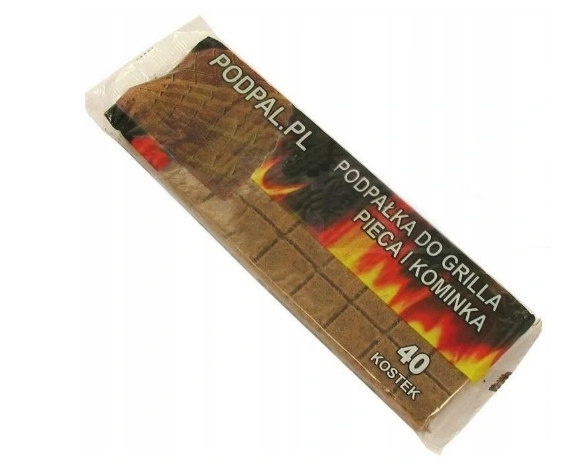 PODPAL.PL
PODPAŁKA DO GRILLA
PIECA I KOMINKA
40
KOSTEK